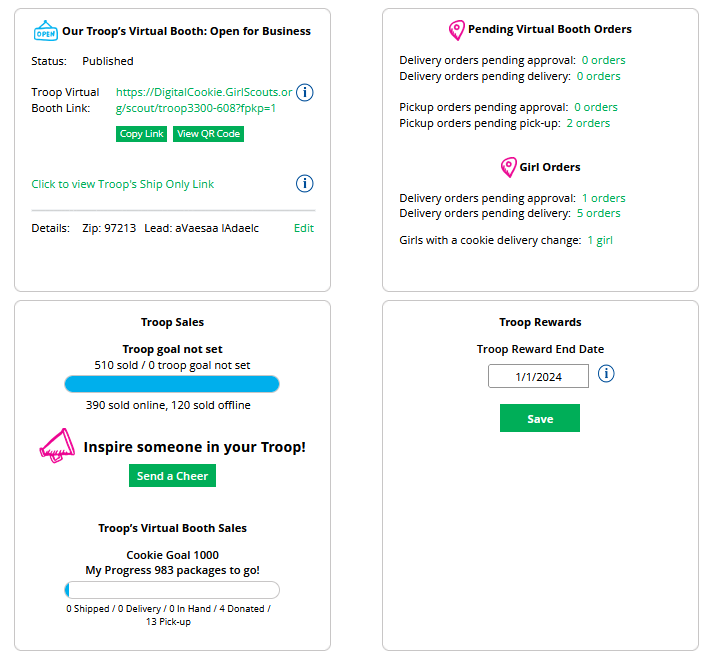 OPEN
Our Troop's Virtual Booth: Open for Business
Status: Published
Troop Virtual
Booth Link:
https://DigitalCookie.GirlScouts.or
g/scout/troop3300-608?fpkp=1
Copy Link
View QR Code
Click to view Troop's Ship Only Link
Details: Zip: 97213 Lead: aVaesaa lAdaelc Edit
Pending Virtual Booth Orders
Delivery orders pending approval: 0 orders
Delivery orders pending delivery: 0 orders
Pickup orders pending approval: 0 orders
Pickup orders pending pick-up: 2 orders
Girl Orders
Delivery orders pending approval: 1 orders
Delivery orders pending delivery: 5 orders
Girls with a cookie delivery change: 1 girl
Troop Sales
Troop goal not set
510 sold / 0 troop goal not set
390 sold online, 120 sold offline
Inspire someone in your Troop!
Send a Cheer
Troop's Virtual Booth Sales
Cookie Goal 1000
My Progress 983 packages to go!
0 Shipped / 0 Delivery / 0 In Hand / 4 Donated /
13 Pick-up
Troop Rewards
Troop Reward End Date
1/1/2024
Save